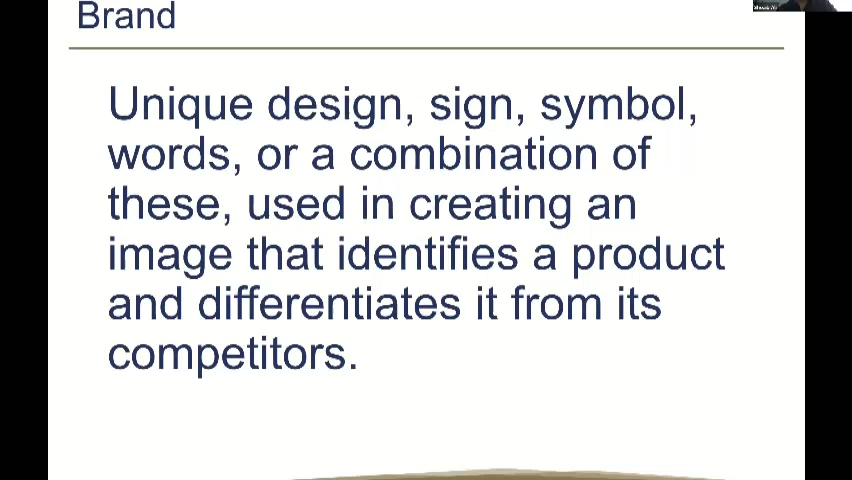 Brand
Unique design, sign, symbol,
words, or a combination of
these, used in creating an
image that identifies a product
and differentiates it from its
competitors.